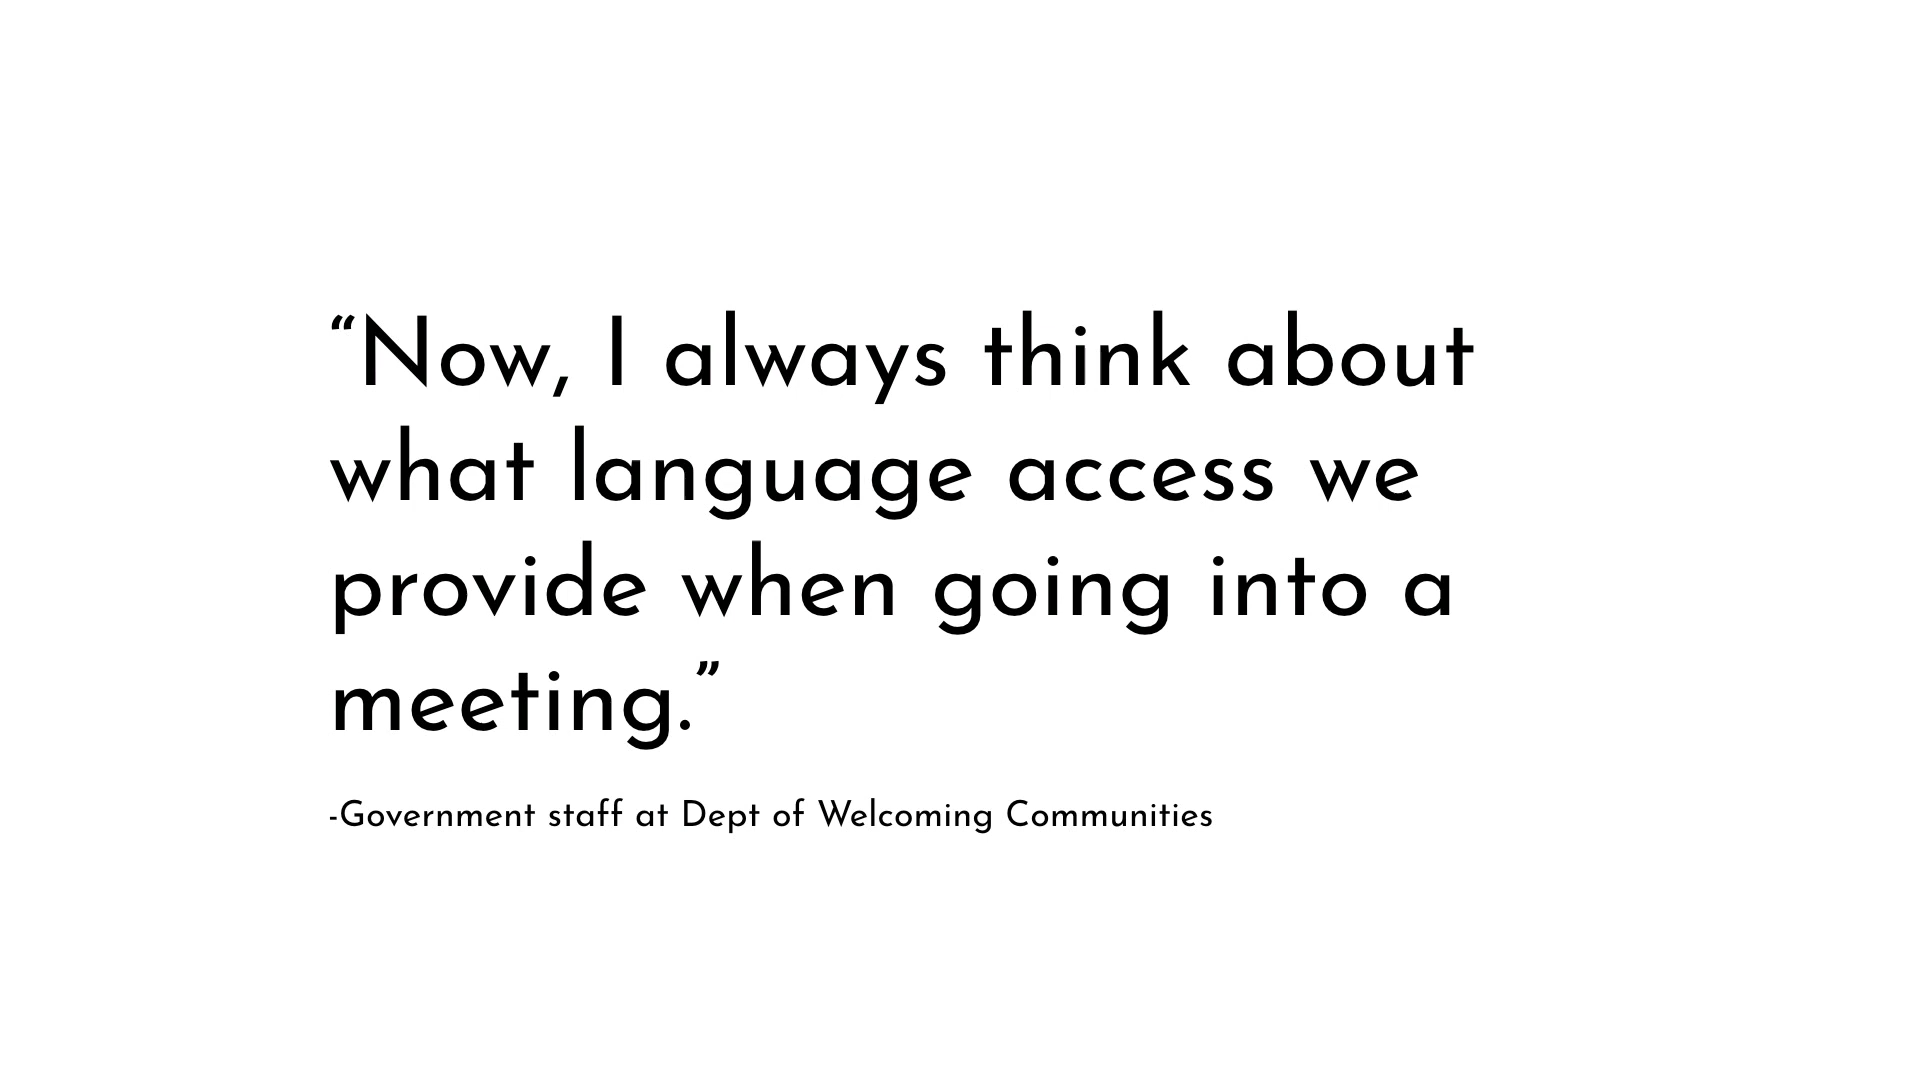 “Now, I always think about
what language access we
provide when going into a
meeting.”
-Government staff at Dept of Welcoming Communities